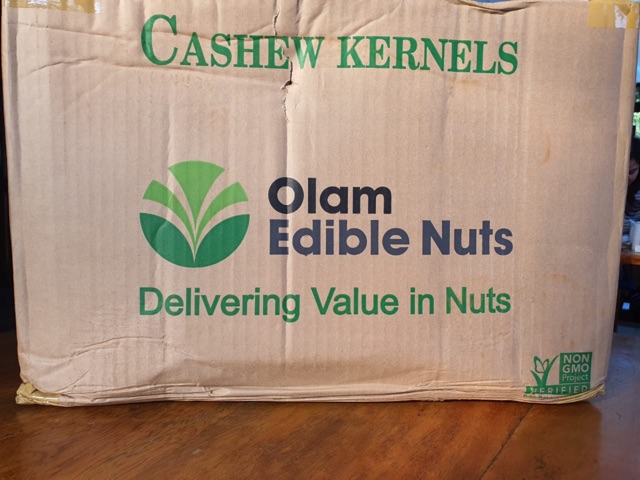 CASHEW KERNELS
Olam
Edible Nuts
Delivering Value in Nuts
NON
GMO
Project
VERIFIED